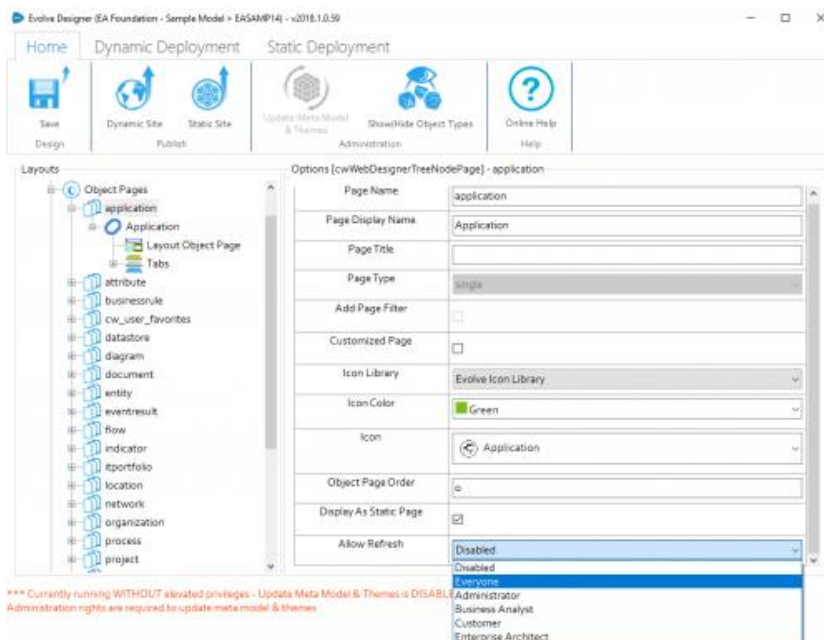 Evolve Designer (EA Foundation - Sample Model > EASAMP14) - v2018.1.0.59
Home Dynamic Deployment Static Deployment
Save Dynamic Site Static Site Update Meta Model & Themes Show/Hide Object Types Online Help
Design Publish Administration Help
Layouts
Object Pages
application
Application
Layout Object Page
Tabs
attribute
businessrule
cw_user_favorites
datastore
diagram
document
entity
eventresult
flow
indicator
itportfolio
location
network
organization
process
project
Options [cwWebDesignerTreeNodePage] - application
Page Name application
Page Display Name Application
Page Title
Page Type single
Add Page Filter
Customized Page
Icon Library Evolve Icon Library
Icon Color Green
Icon Application
Object Page Order
Display As Static Page
Allow Refresh Disabled
Disabled
Everyone
Administrator
Business Analyst
Customer
Enterprise Architect
*** Currently running WITHOUT elevated privileges - Update Meta Model & Themes is DISABLE
Administration rights are required to update meta model & themes